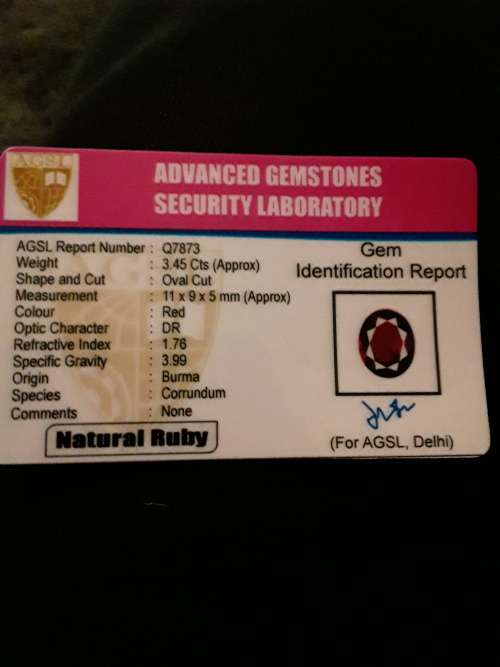 AGSL
ADVANCED GEMSTONES
SECURITY LABORATORY
AGSL Report Number : Q7873
Weight : 3.45 Cts (Approx)
Shape and Cut : Oval Cut
Measurement : 11 x 9 x 5 mm (Approx)
Colour : Red
Optic Character : DR
Refractive Index : 1.76
Specific Gravity : 3.99
Origin : Burma
Species : Corrundum
Comments : None
Natural Ruby
Gem
Identification Report
(For AGSL, Delhi)